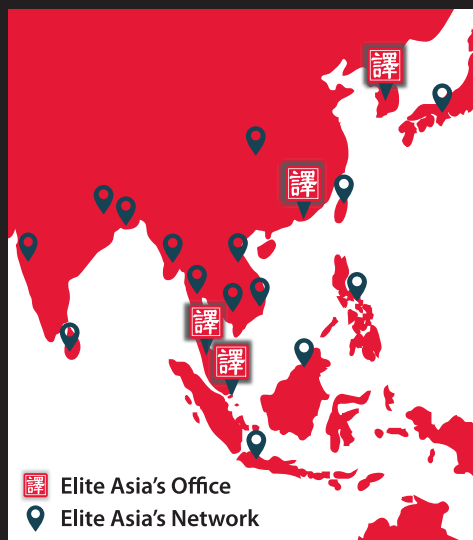 譯
譯
譯
譯
譯 Elite Asia's Office
Elite Asia's Network